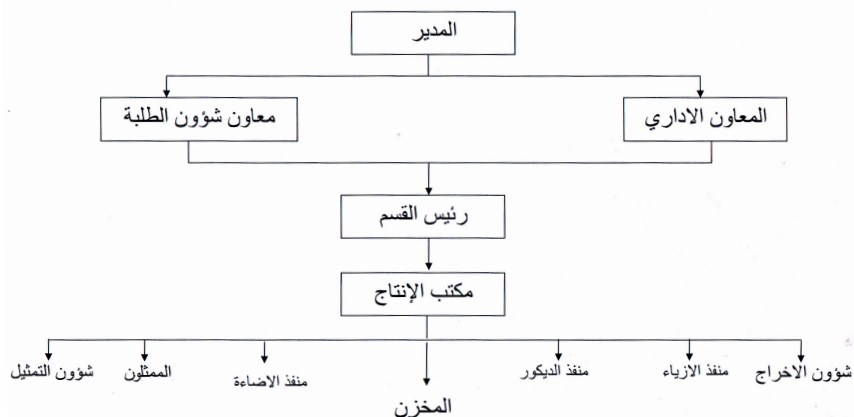 المدير
المعاون الاداري
معاون شؤون الطلبة
رئيس القسم
مكتب الإنتاج
شؤون الاخراج
منفذ الازياء
منفذ الديكور
المخزن
منفذ الاضاءة
الممثلون
شؤون التمثيل